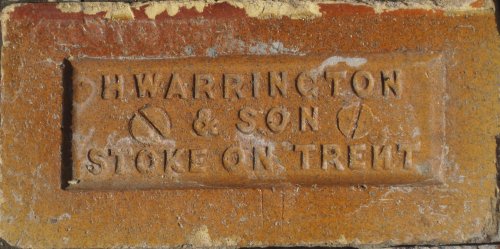 H WARRINGTON
& SON
STOKE ON TRENT